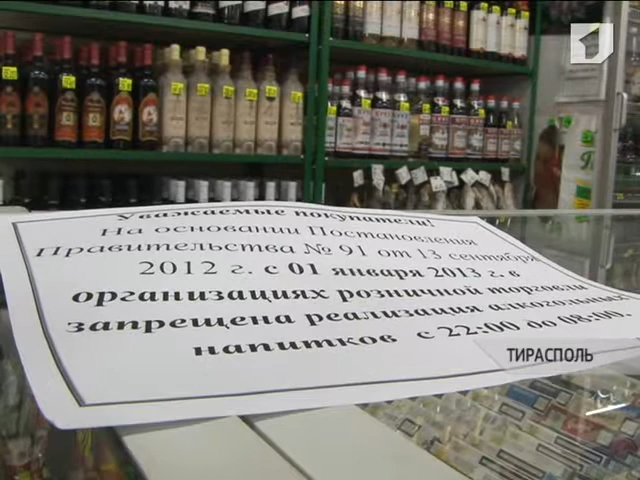 Уважаемые покупатели!
На основании Постановления
Правительства № 91 от 13 сентября
2012 г. с 01 января 2013 г. в
организациях розничной торговли
запрещена реализация алкогольных
напитков с 22:00 до 08:00.
ТИРАСПОЛЬ
1